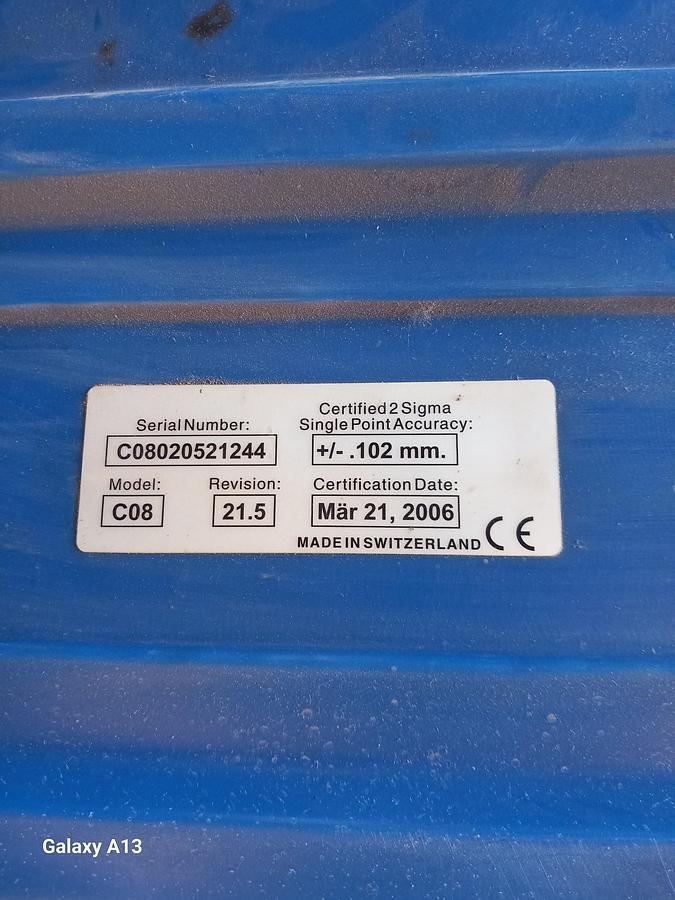 Serial Number:
C08020521244
Certified 2 Sigma
Single Point Accuracy:
+/- .102 mm.
Model:
C08
Revision:
21.5
Certification Date:
Mär 21, 2006
MADE IN SWITZERLAND CE
Galaxy A13